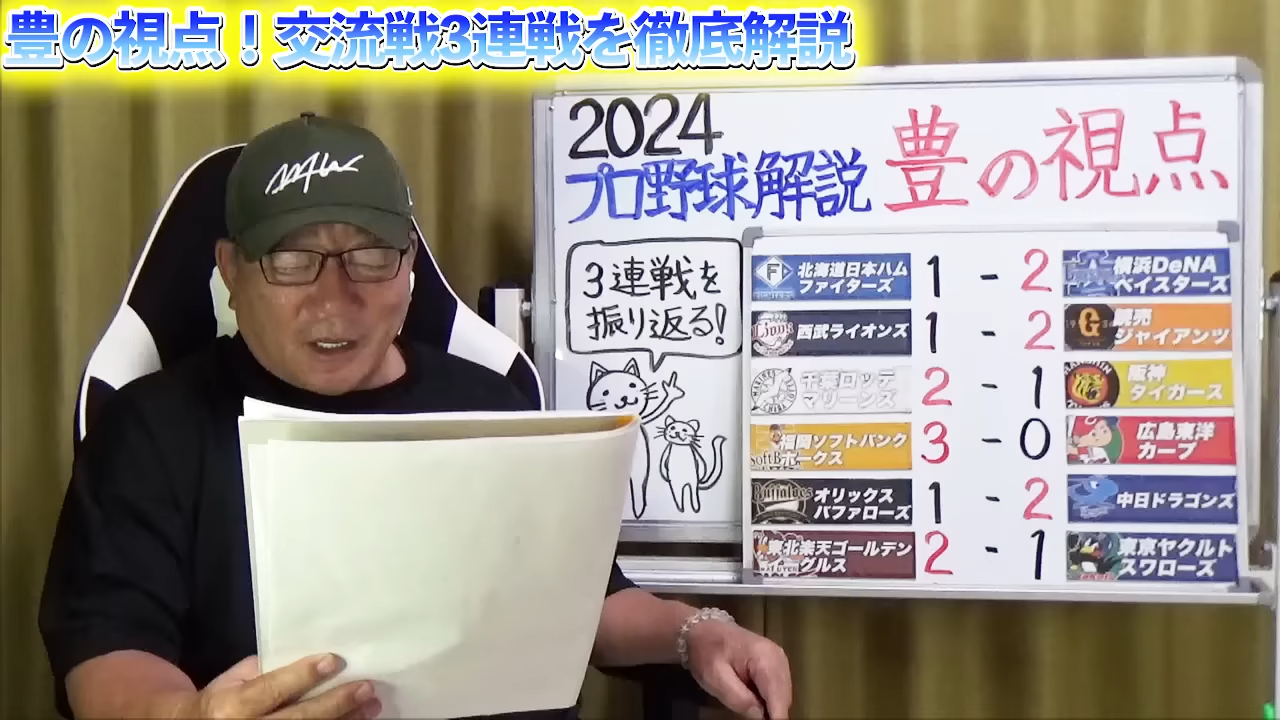 豊の視点！交流戦3連戦を徹底解説
2024
プロ野球解説 豊の視点
3連戦を
振り返る!
北海道日本ハム
ファイターズ
1 - 2
横浜DeNA
ベイスターズ
Lions
西武ライオンズ
1 - 2
G
読売
ジャイアンツ
千葉ロッテ
マリーンズ
2 - 1
阪神
タイガース
福岡ソフトバンク
ホークス
3 - 0
広島東洋
カープ
Buffaloes
オリックス
バファローズ
1 - 2
中日ドラゴンズ
東北楽天ゴールデン
イーグルス
2 - 1
東京ヤクルト
スワローズ